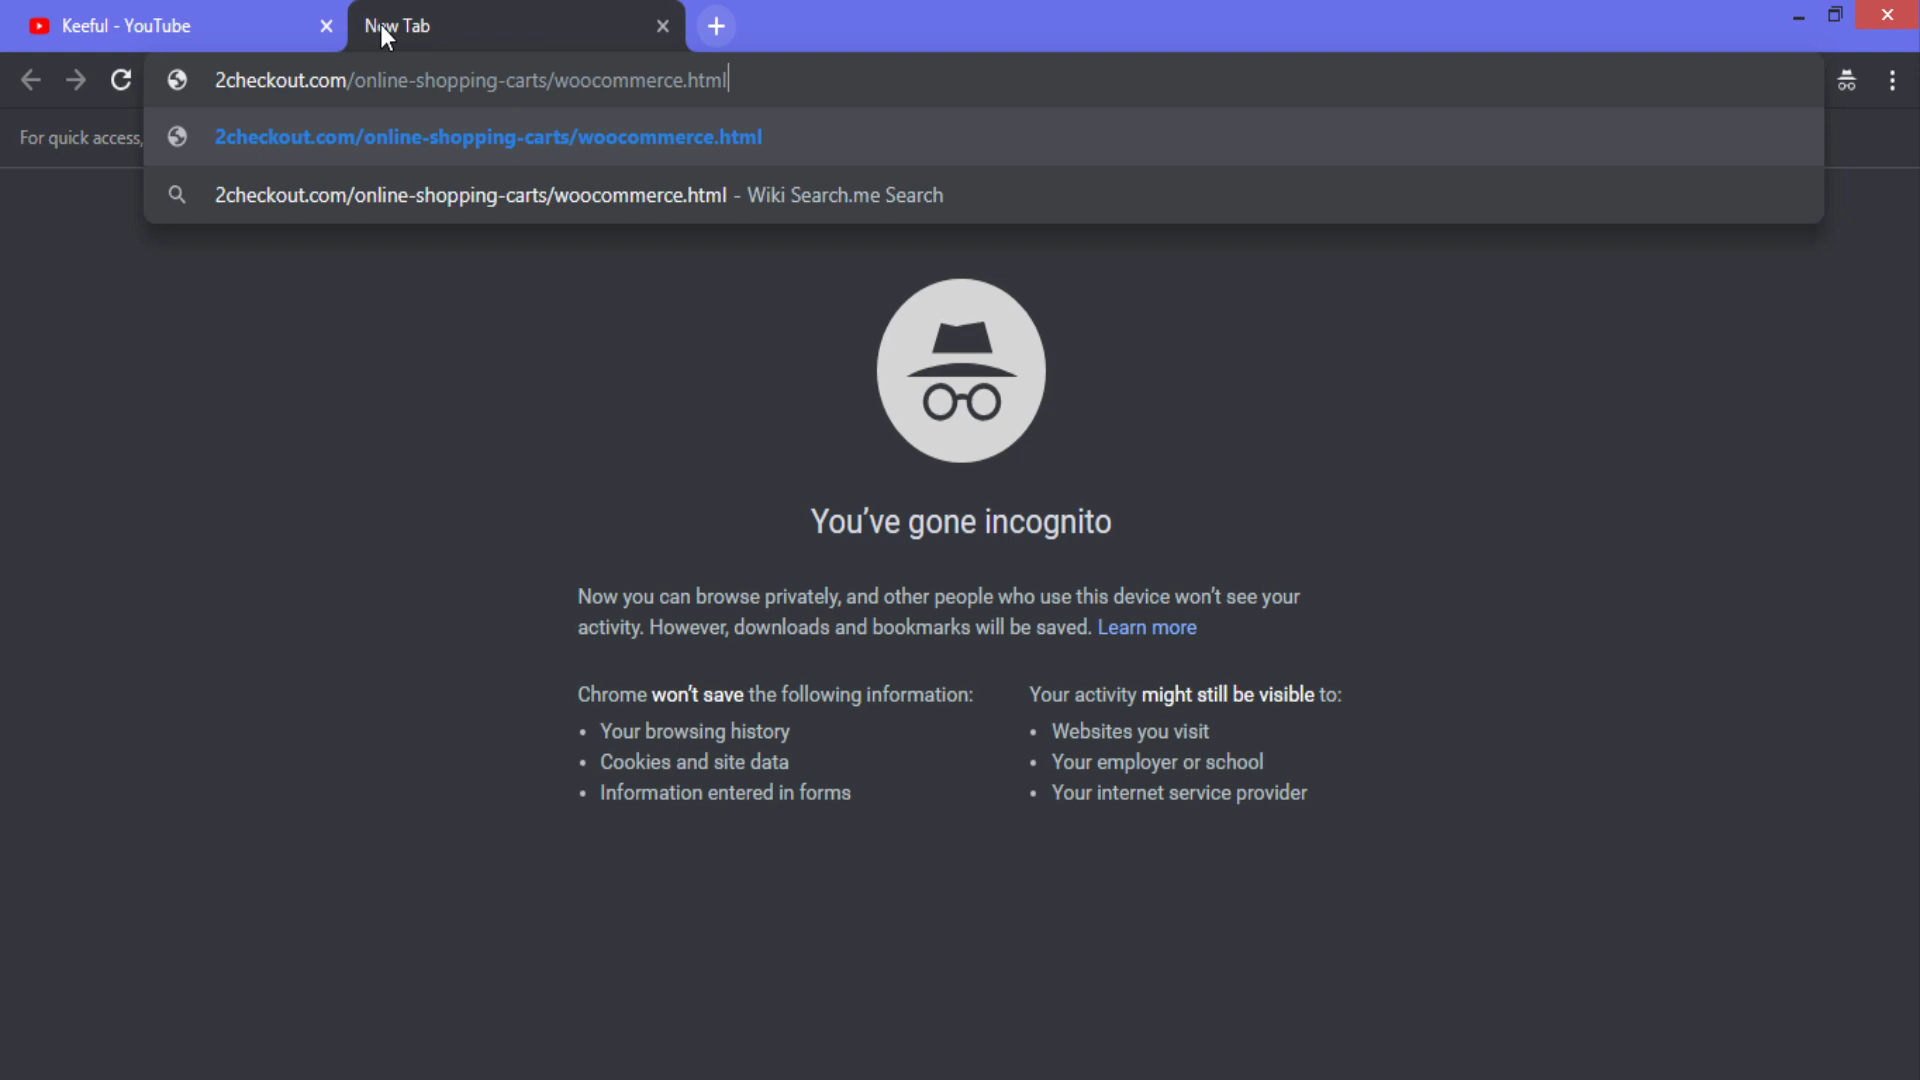 Keeful - YouTube
New Tab
2checkout.com/online-shopping-carts/woocommerce.html
For quick access,
2checkout.com/online-shopping-carts/woocommerce.html
2checkout.com/online-shopping-carts/woocommerce.html - Wiki Search.me Search
You've gone incognito
Now you can browse privately, and other people who use this device won't see your
activity. However, downloads and bookmarks will be saved. Learn more
Chrome won't save the following information:
• Your browsing history
• Cookies and site data
• Information entered in forms
Your activity might still be visible to:
• Websites you visit
• Your employer or school
• Your internet service provider